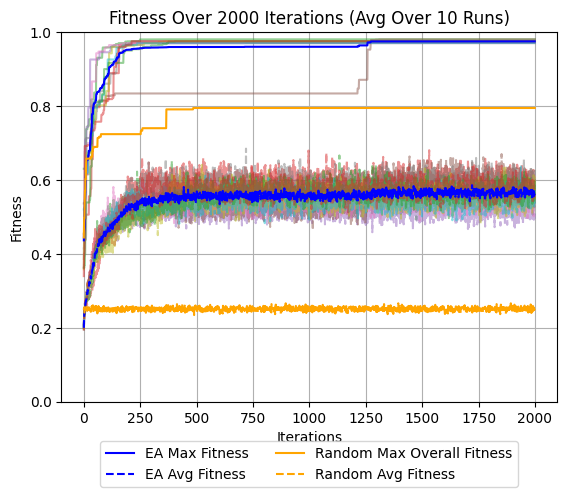 Fitness Over 2000 Iterations (Avg Over 10 Runs)
1.0
0.8
0.6
0.4
0.2
0.0
Fitness
0 250 500 750 1000 1250 1500 1750 2000
Iterations
EA Max Fitness Random Max Overall Fitness
EA Avg Fitness Random Avg Fitness